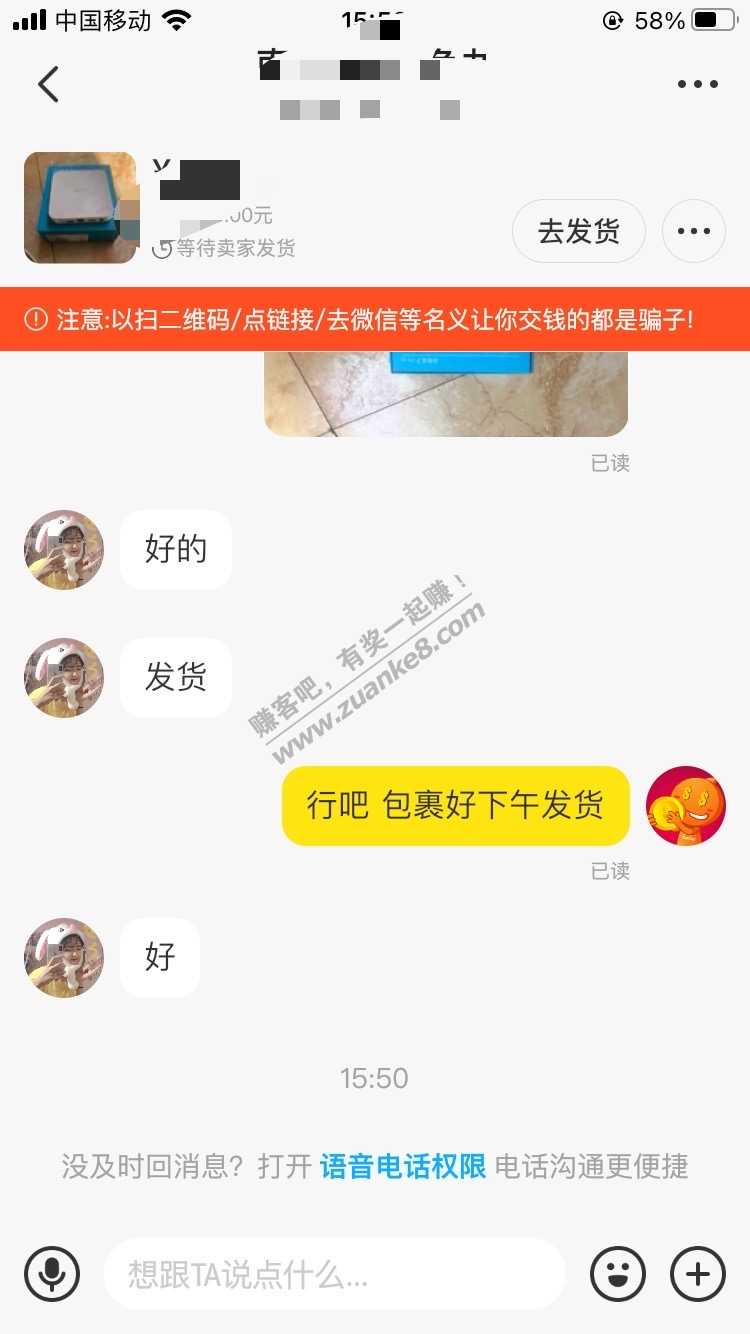 中国移动
58%
.00元
等待卖家发货
去发货
注意:以扫二维码/点链接/去微信等名义让你交钱的都是骗子!
已读
好的
发货
赚客吧，有奖一起赚！
www.zuanke8.com
行吧 包裹好下午发货
已读
好
15:50
没及时回消息？打开 语音电话权限 电话沟通更便捷
想跟TA说点什么...